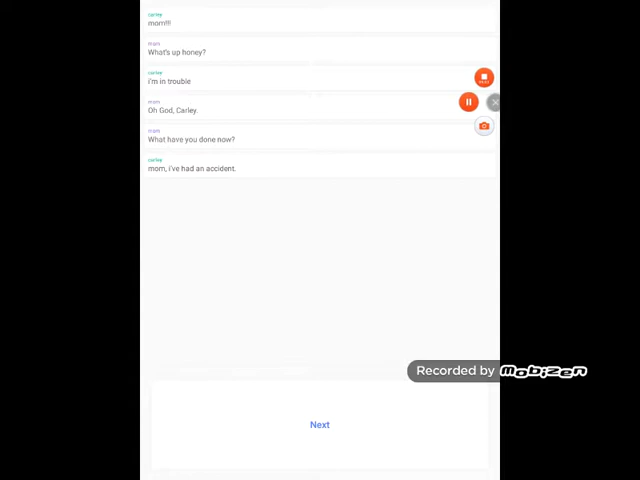 carley
mom!!!
mom
What's up honey?
carley
i'm in trouble
mom
Oh God, Carley.
mom
What have you done now?
carley
mom, i've had an accident.
Recorded by Mobizen
Next